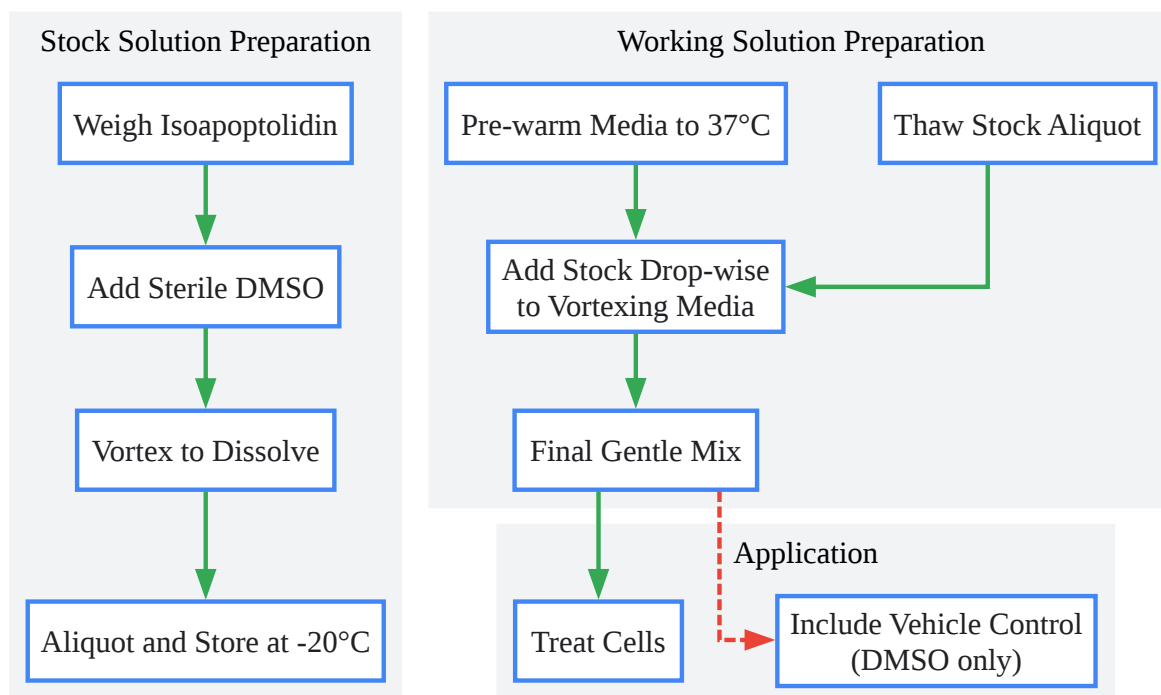 Stock Solution Preparation
Weigh Isoapoptolidin
Add Sterile DMSO
Vortex to Dissolve
Aliquot and Store at -20°C
Working Solution Preparation
Pre-warm Media to 37°C
Thaw Stock Aliquot
Add Stock Drop-wise
to Vortexing Media
Final Gentle Mix
Application
Treat Cells
Include Vehicle Control
(DMSO only)